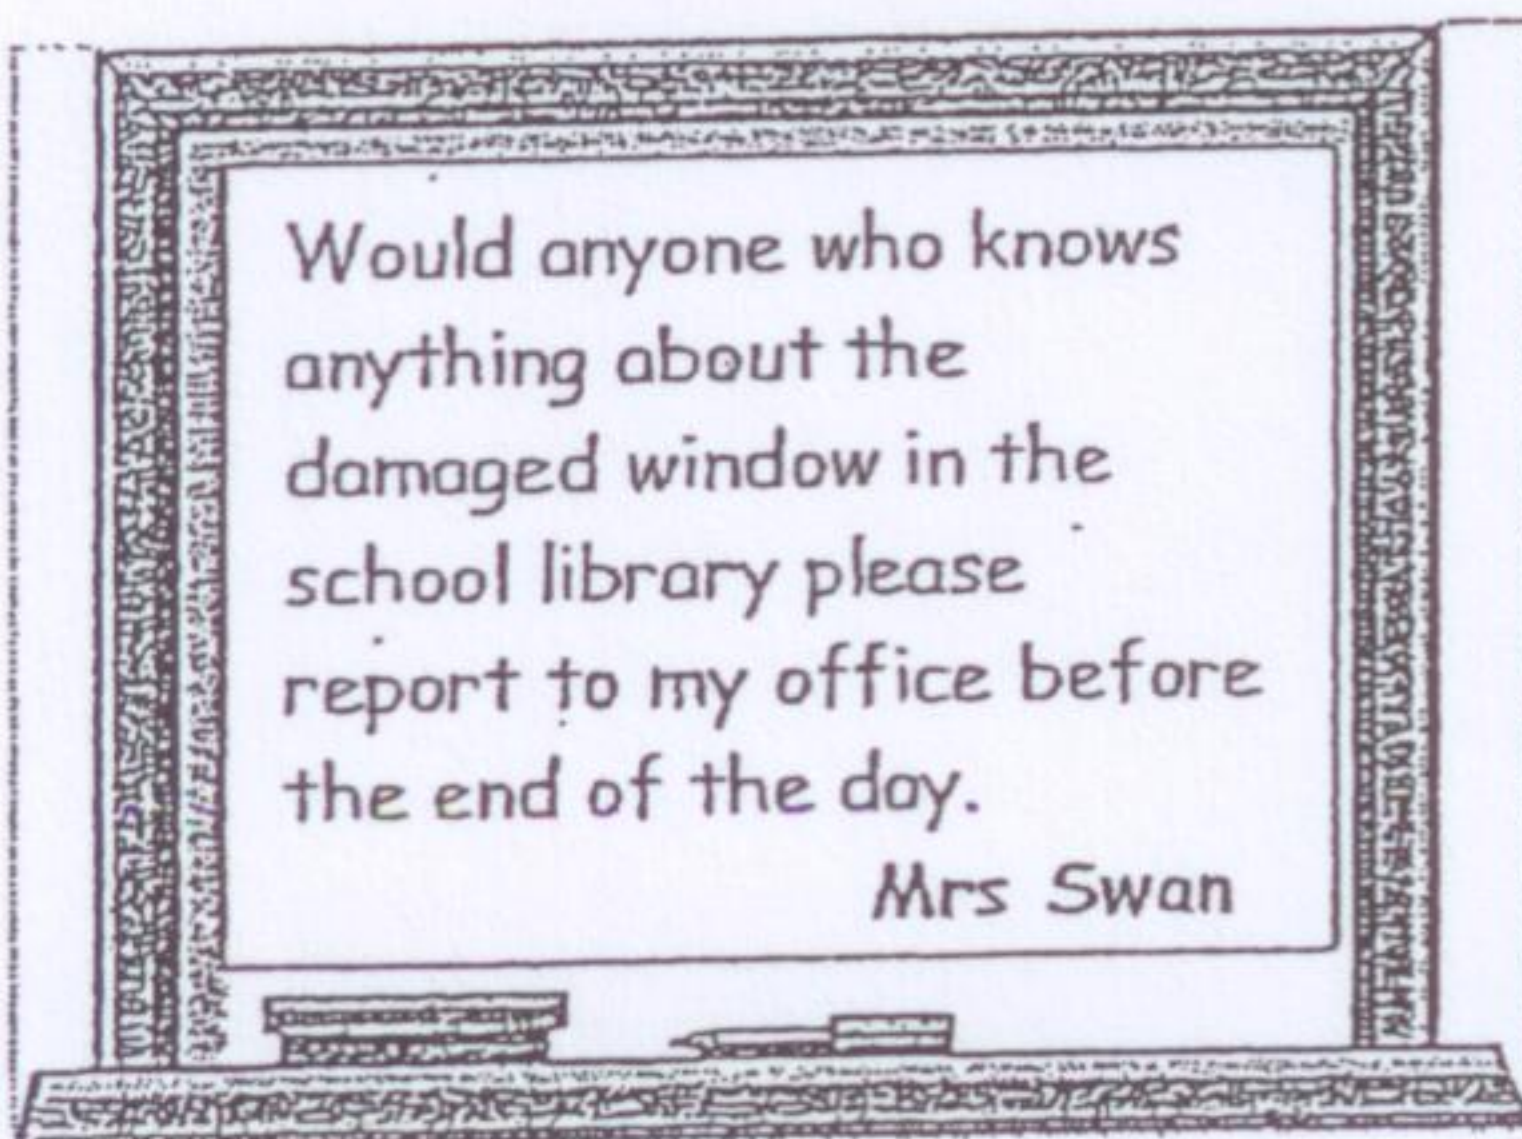 Would anyone who knows
anything about the
damaged window in the
school library please
report to my office before
the end of the day.
Mrs Swan